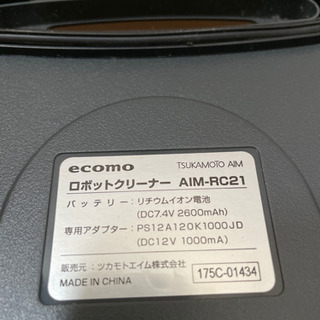 ecomo TSUKAMOTO AIM
ロボットクリーナー AIM-RC21
バッテリー：リチウムイオン電池
(DC7.4V 2600mAh)
専用アダプター：PS12A120K1000JD
(DC12V 1000mA)
販売元：ツカモトエイム株式会社
MADE IN CHINA
175C-01434